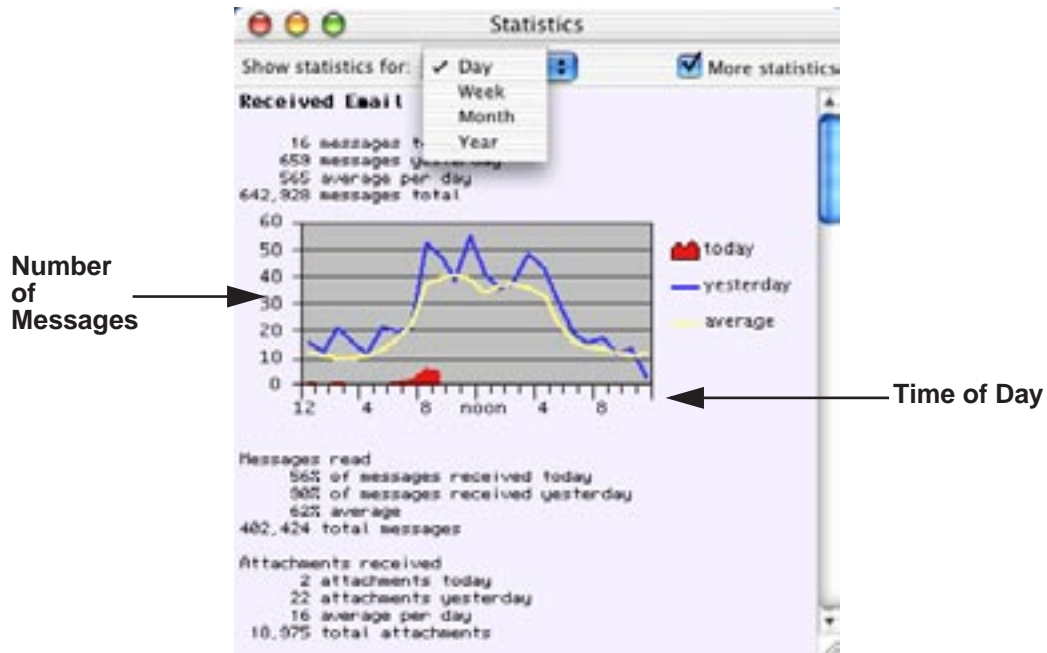 Statistics
Show statistics for:
✓ Day
Week
Month
Year
More statistics
Received Email
16 messages
659 messages yesterday
565 average per day
642,928 messages total
60
50
40
30
20
10
0
12 4 8 noon 4 8
today
yesterday
average
Number
of
Messages
Time of Day
Messages read
56% of messages received today
90% of messages received yesterday
62% average
402,424 total messages
Attachments received
2 attachments today
22 attachments yesterday
16 average per day
10,975 total attachments